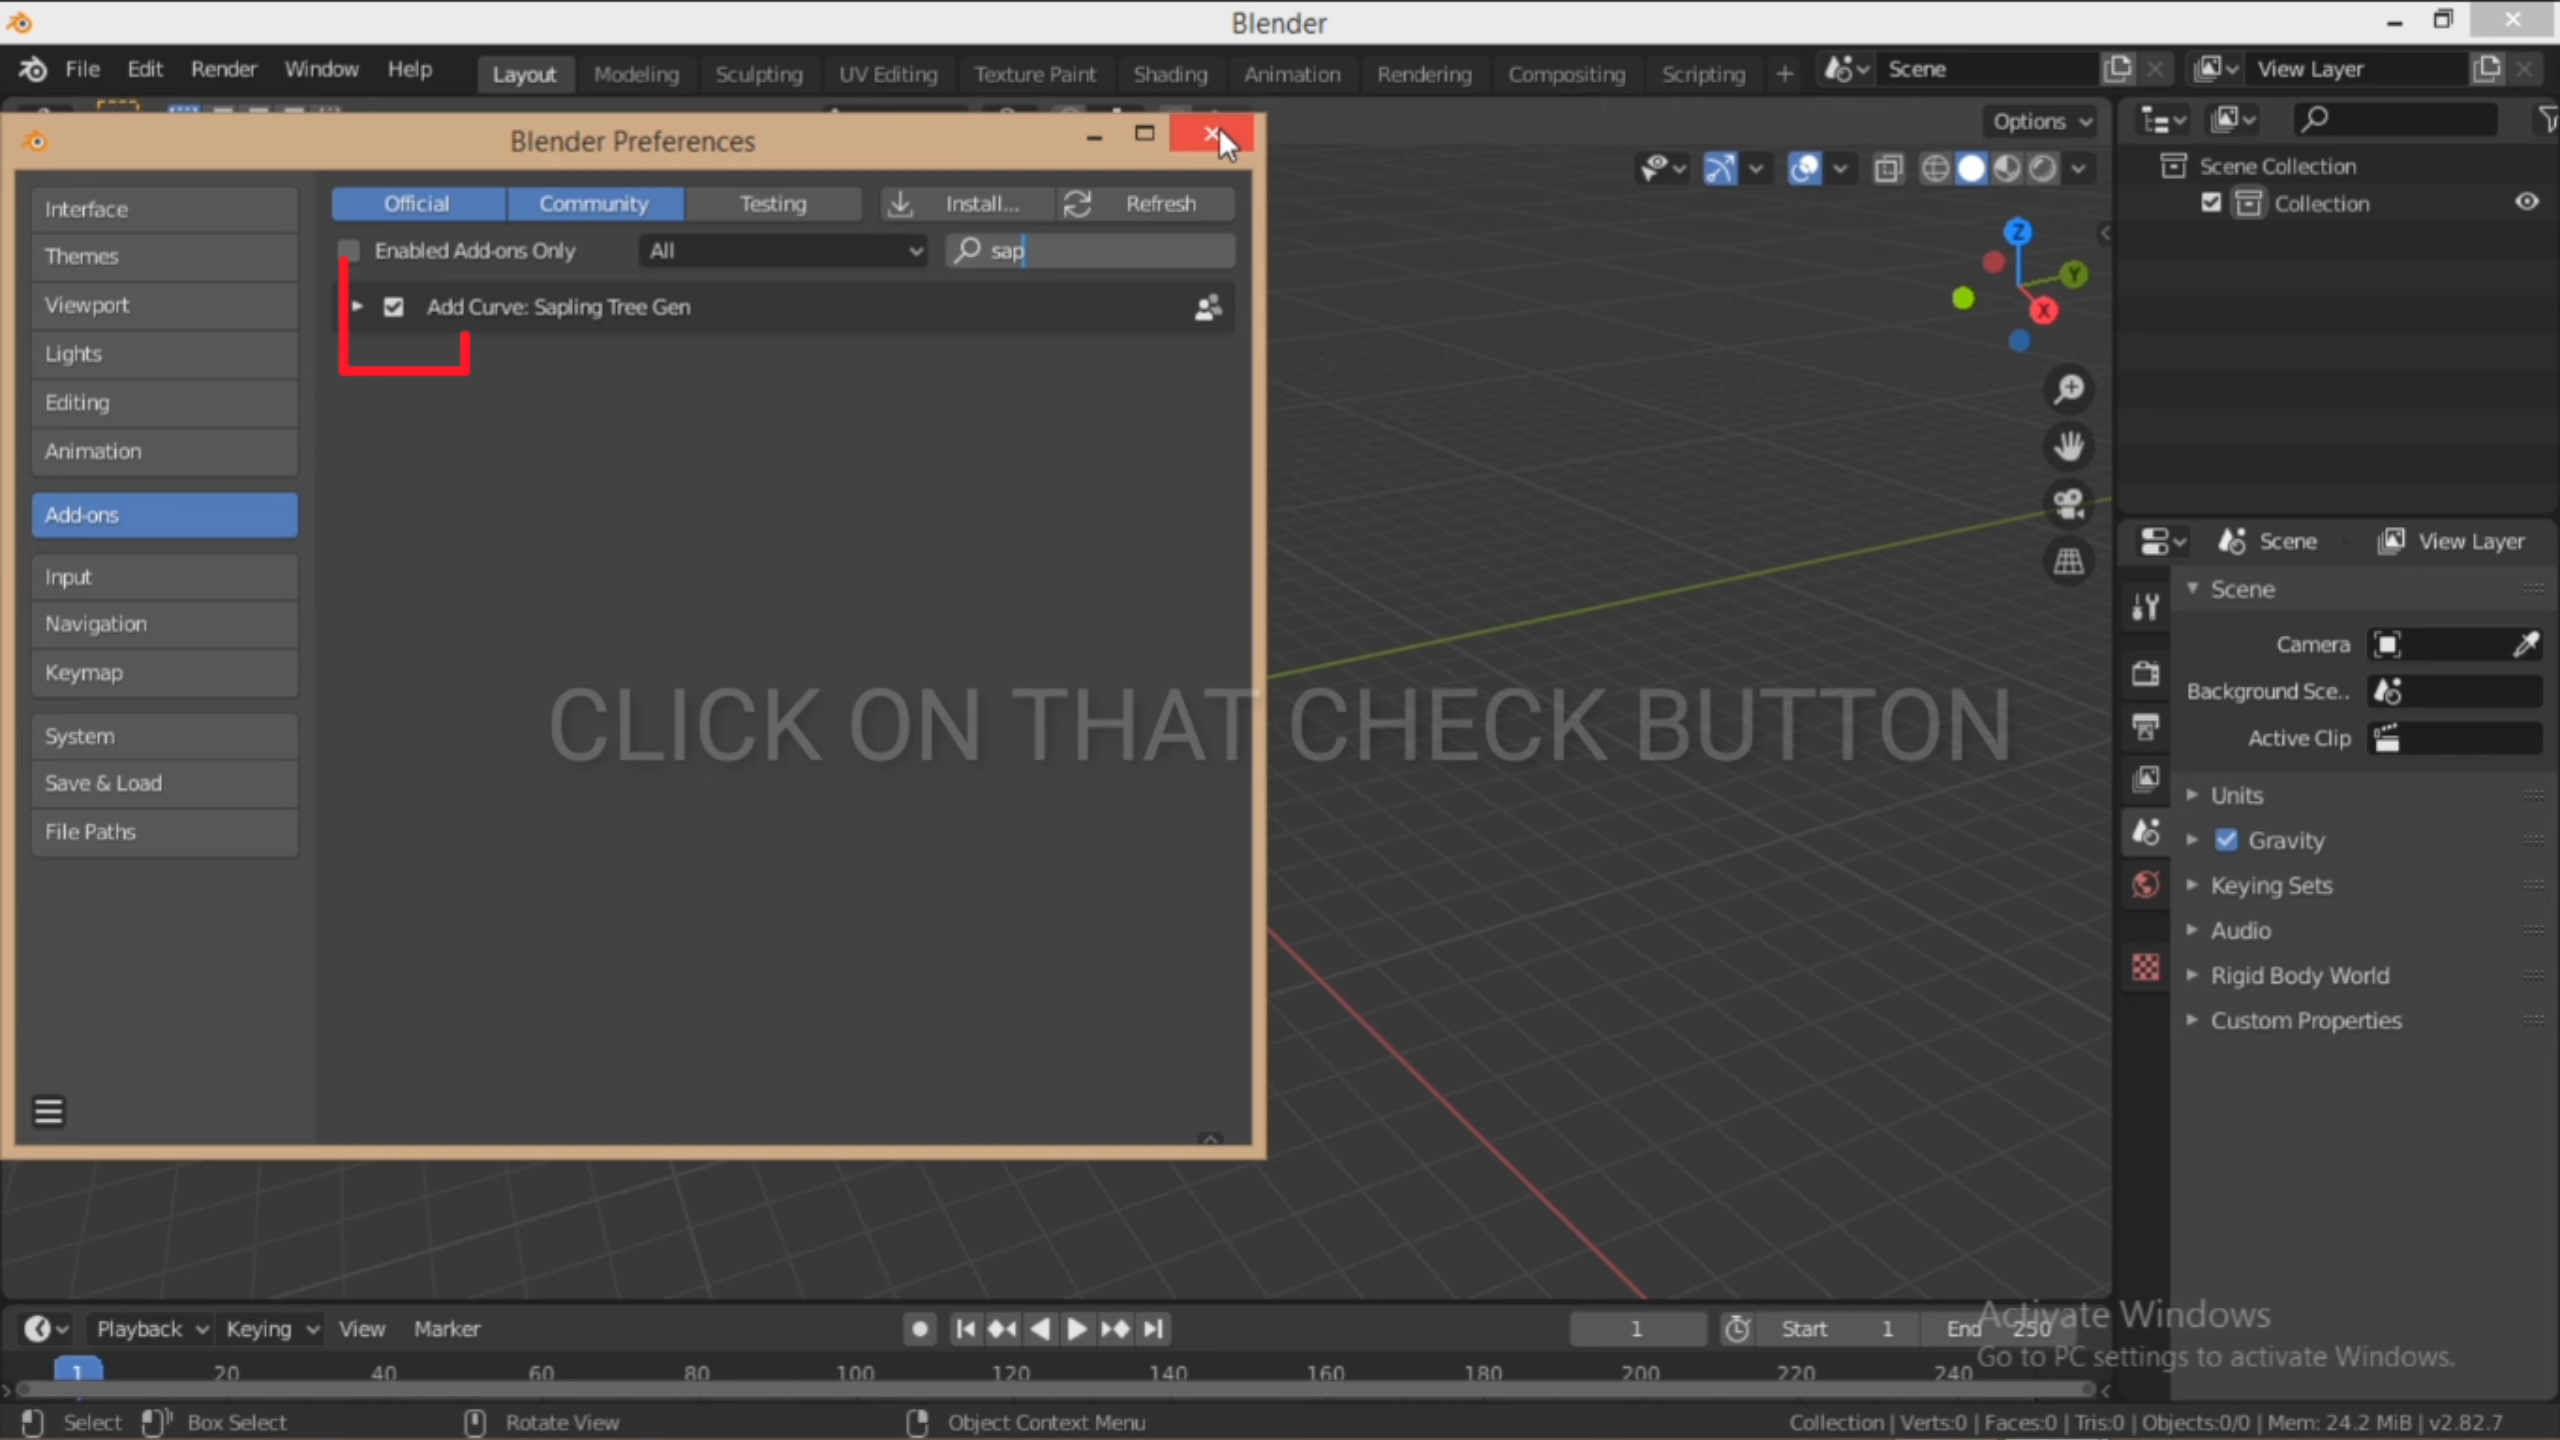 Blender
File Edit Render Window Help Layout Modeling Sculpting UV Editing Texture Paint Shading Animation Rendering Compositing Scripting + Scene View Layer
Options
Blender Preferences
Interface
Themes
Viewport
Lights
Editing
Animation
Add-ons
Input
Navigation
Keymap
System
Save & Load
File Paths
Official Community Testing Install... Refresh
Enabled Add-ons Only All sap
Add Curve: Sapling Tree Gen
CLICK ON THAT CHECK BUTTON
Z
Y
X
Scene Collection
Collection
Scene View Layer
Scene
Camera
Background Sce..
Active Clip
Units
Gravity
Keying Sets
Audio
Rigid Body World
Custom Properties
Playback Keying View Marker 1 Start 1 End 250
1 20 40 60 80 100 120 140 160 180 200 220 240
Activate Windows
Go to PC settings to activate Windows.
Select Box Select Rotate View Object Context Menu Collection | Verts:0 | Faces:0 | Tris:0 | Objects:0/0 | Mem: 24.2 MiB | v2.82.7